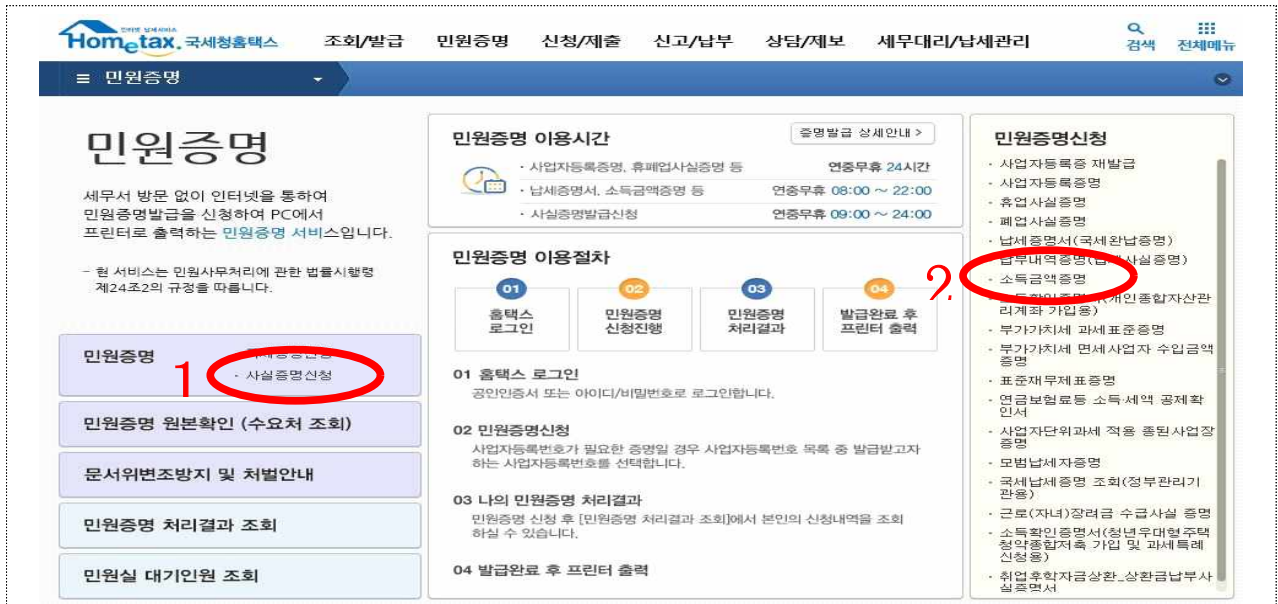 Hometax. 국세청홈택스
조회/발급 민원증명 신청/제출 신고/납부 상담/제보 세무대리/납세관리
검색 전체메뉴
민원증명
민원증명
세무서 방문 없이 인터넷을 통하여
민원증명발급을 신청하여 PC에서
프린터로 출력하는 민원증명 서비스입니다.
- 현 서비스는 민원사무처리에 관한 법률시행령
제24조2의 규정을 따릅니다.
민원증명
1
· 사실증명신청
민원증명 원본확인 (수요처 조회)
문서위변조방지 및 처벌안내
민원증명 처리결과 조회
민원실 대기인원 조회
민원증명 이용시간
증명발급 상세안내 >
· 사업자등록증명, 휴폐업사실증명 등 연중무휴 24시간
· 납세증명서, 소득금액증명 등 연중무휴 08:00 ~ 22:00
· 사실증명발급신청 연중무휴 09:00 ~ 24:00
민원증명 이용절차
01 02 03 04
홈택스 민원증명 민원증명 발급완료 후
로그인 신청진행 처리결과 프린터 출력
01 홈택스 로그인
공인인증서 또는 아이디/비밀번호로 로그인합니다.
02 민원증명신청
사업자등록번호가 필요한 증명일 경우 사업자등록번호 목록 중 발급받고자
하는 사업자등록번호를 선택합니다.
03 나의 민원증명 처리결과
민원증명 신청 후 [민원증명 처리결과 조회]에서 본인의 신청내역을 조회
하실 수 있습니다.
04 발급완료 후 프린터 출력
민원증명신청
· 사업자등록증 재발급
· 사업자등록증명
· 휴업사실증명
· 폐업사실증명
· 납세증명서(국세완납증명)
2
· 소득금액증명
리계좌 가입용)
· 부가가치세 과세표준증명
· 부가가치세 면세사업자 수입금액
증명
· 표준재무제표증명
· 연금보험료등 소득·세액 공제확
인서
· 사업자단위과세 적용 종된사업장
증명
· 모범납세자증명
· 국세납세증명 조회(정부관리기
관용)
· 근로(자녀)장려금 수급사실 증명
· 소득확인증명서(청년우대형주택
청약종합저축 가입 및 과세특례
신청용)
· 취업후학자금상환_상환금납부사
실증명서